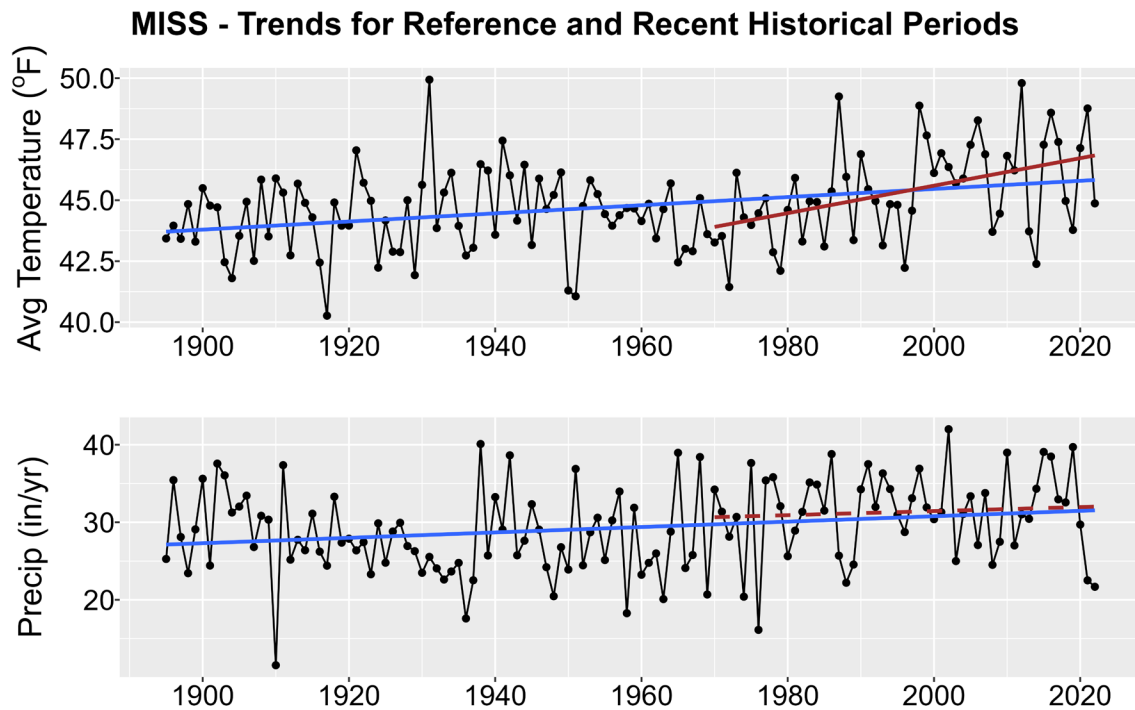 MISS - Trends for Reference and Recent Historical Periods
Avg Temperature (°F)
50.0
47.5
45.0
42.5
40.0
1900 1920 1940 1960 1980 2000 2020
Precip (in/yr)
40
30
20
1900 1920 1940 1960 1980 2000 2020